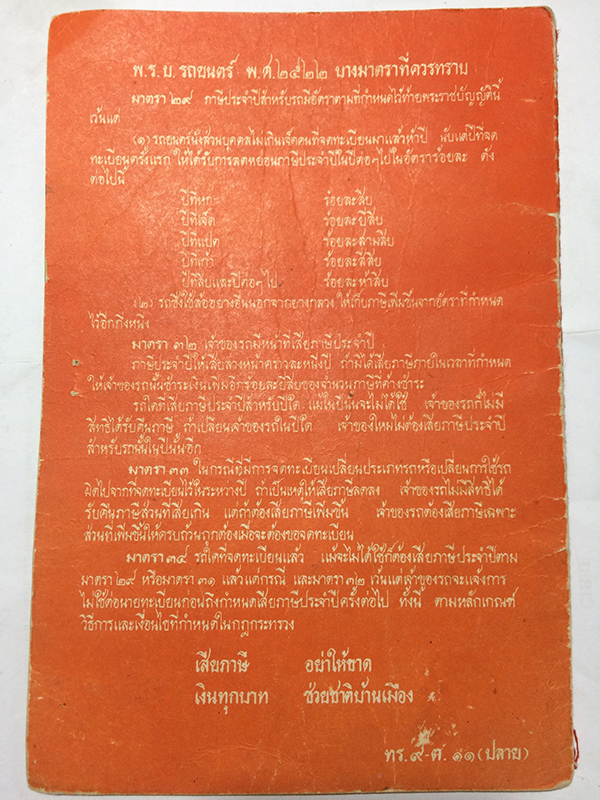 พ.ร.บ.รถยนตร์ พ.ศ.๒๕๒๒ บางมาตราที่ควรทราบ
มาตรา ๒๙ ภาษีประจำปีสำหรับรถมีอัตราตามที่กำหนดไว้ท้ายพระราชบัญญัตินี้
เว้นแต่
(๑) รถยนตร์นั่งส่วนบุคคลไม่เกินเจ็ดคนที่จดทะเบียนมาแล้วห้าปี นับแต่ปีที่จด
ทะเบียนครั้งแรก ให้ได้รับการลดหย่อนภาษีประจำปีในปีต่อๆไปในอัตราร้อยละ ดัง
ต่อไปนี้
ปีที่หก ร้อยละสิบ
ปีที่เจ็ด ร้อยละยี่สิบ
ปีที่แปด ร้อยละสามสิบ
ปีที่เก้า ร้อยละสี่สิบ
ปีที่สิบและปีต่อๆไป ร้อยละห้าสิบ
(๒) รถซึ่งใช้ล้ออย่างอื่นนอกจากยางกลวง ให้เก็บภาษีเพิ่มขึ้นจากอัตราที่กำหนด
ไว้อีกกึ่งหนึ่ง
มาตรา ๓๒ เจ้าของรถมีหน้าที่เสียภาษีประจำปี
ภาษีประจำปีให้เสียล่วงหน้าคราวละหนึ่งปี ถ้ามิได้เสียภาษีภายในเวลาที่กำหนด
ให้เจ้าของรถนั้นชำระเงินเพิ่มอีกร้อยละยี่สิบของจำนวนภาษีที่ค้างชำระ
รถใดที่เสียภาษีประจำปีสำหรับปีใด แม้ในปีนั้นจะไม่ได้ใช้ เจ้าของรถก็ไม่มี
สิทธิได้รับคืนภาษี ถ้าเปลี่ยนเจ้าของรถในปีใด เจ้าของใหม่ไม่ต้องเสียภาษีประจำปี
สำหรับรถนั้นในปีนั้นอีก
มาตรา ๓๓ ในกรณีที่มีการจดทะเบียนเปลี่ยนประเภทรถหรือเปลี่ยนการใช้รถ
ผิดไปจากที่จดทะเบียนไว้ในระหว่างปี ถ้าเป็นเหตุให้เสียภาษีลดลง เจ้าของรถไม่มีสิทธิได้
รับคืนภาษีส่วนที่เสียเกิน แต่ถ้าต้องเสียภาษีเพิ่มขึ้น เจ้าของรถต้องเสียภาษีเฉพาะ
ส่วนที่เพิ่มขึ้นให้ครบถ้วนถูกต้องเมื่อจะต้องขอจดทะเบียน
มาตรา ๓๔ รถใดที่จดทะเบียนแล้ว แม้จะไม่ได้ใช้ก็ต้องเสียภาษีประจำปีตาม
มาตรา ๒๙ หรือมาตรา ๓๑ แล้วแต่กรณี และมาตรา ๓๒ เว้นแต่เจ้าของรถจะแจ้งการ
ไม่ใช้ต่อนายทะเบียนก่อนถึงกำหนดเสียภาษีประจำปีครั้งต่อไป ทั้งนี้ ตามหลักเกณฑ์
วิธีการและเงื่อนไขที่กำหนดในกฎกระทรวง
เสียภาษี อย่าให้ขาด
เงินทุกบาท ช่วยชาติบ้านเมือง
ทร.๙-ต.๑๑(ปลาย)